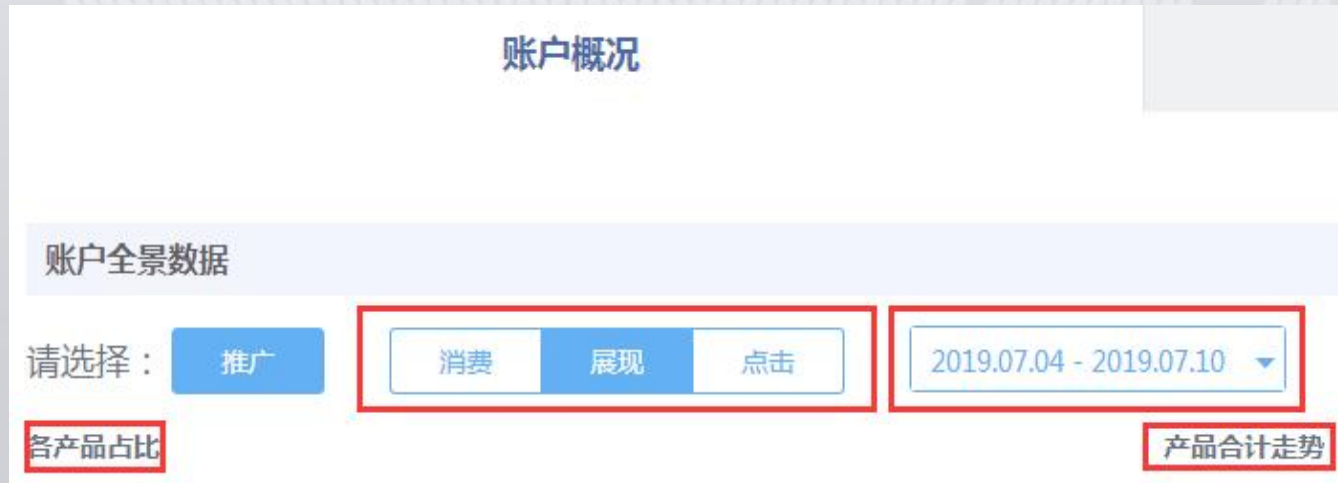 账户概况
账户全景数据
请选择： 推广 消费 展现 点击 2019.07.04 - 2019.07.10
各产品占比 产品合计走势